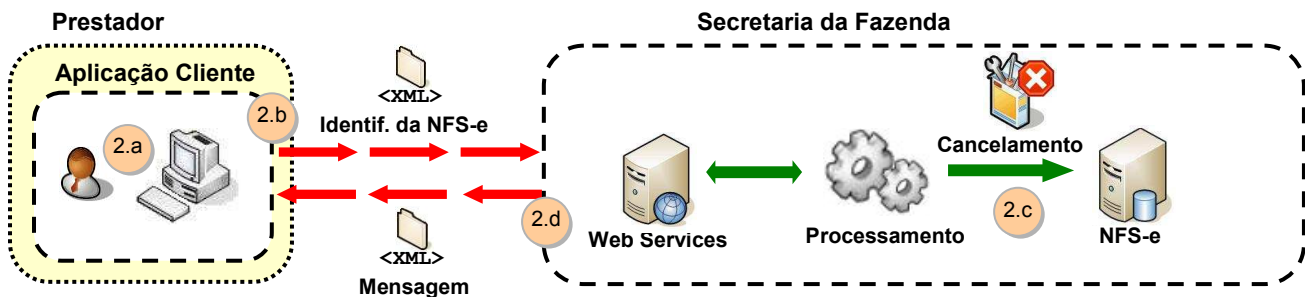 Prestador
Secretaria da Fazenda
Aplicação Cliente
<XML>
Identif. da NFS-e
2.a
2.b
Cancelamento
2.c
2.d
Web Services
Processamento
NFS-e
<XML>
Mensagem